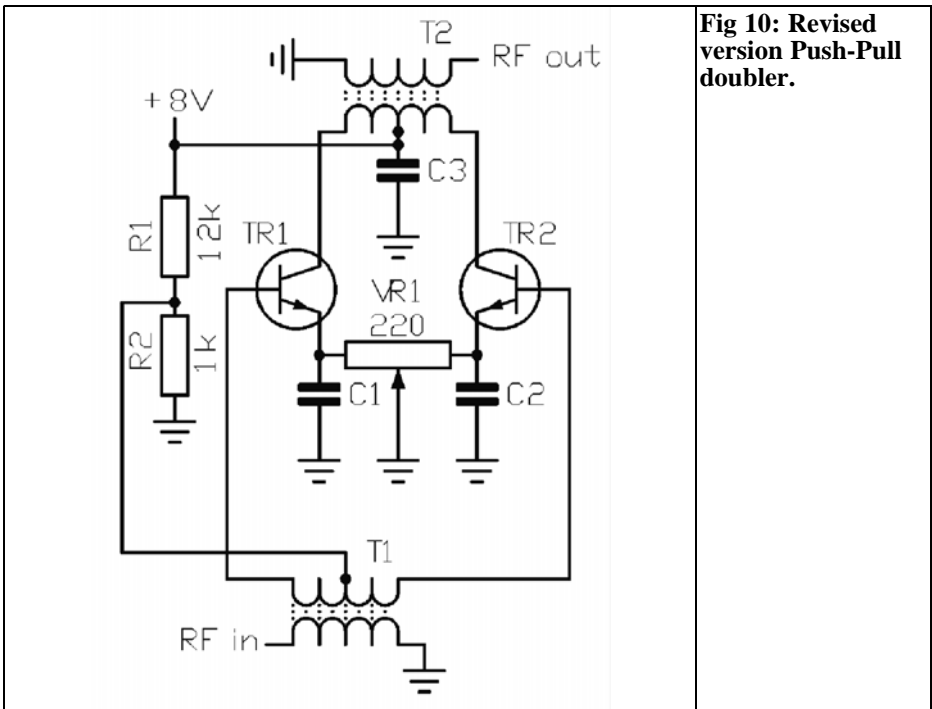 T2
RF out
+8V
C3
R1
12k
TR1
TR2
VR1
220
R2
1k
C1
C2
T1
RF in
Fig 10: Revised
version Push-Pull
doubler.